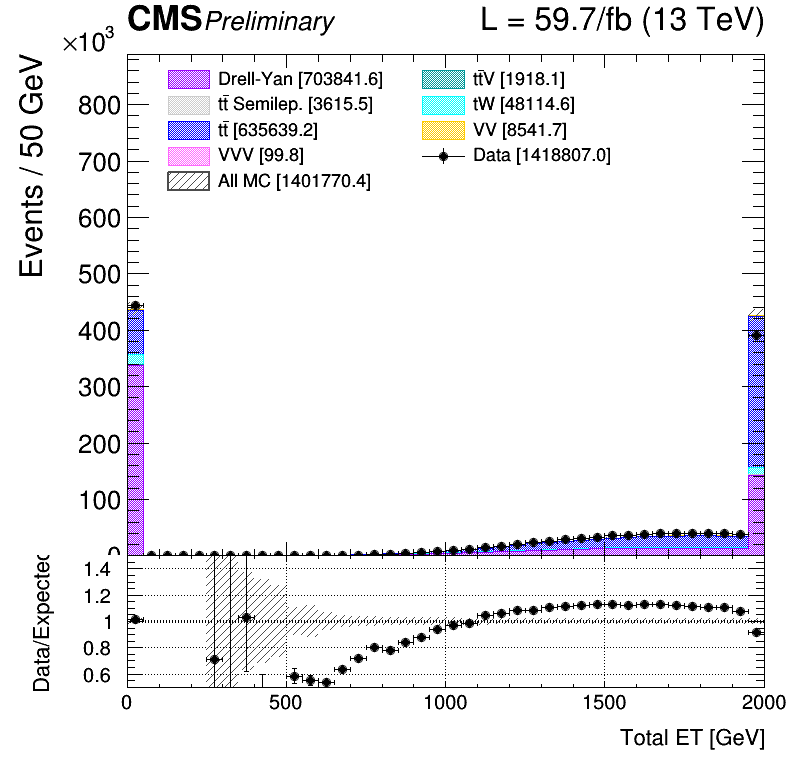 CMS Preliminary L = 59.7/fb (13 TeV)
×10³
Events / 50 GeV
Drell-Yan [703841.6]
tt̄ Semilep. [3615.5]
tt̄ [635639.2]
VVV [99.8]
All MC [1401770.4]
tt̄V [1918.1]
tW [48114.6]
VV [8541.7]
Data [1418807.0]
800
700
600
500
400
300
200
100
0
Data/Expected
1.4
1.2
1
0.8
0.6
0 500 1000 1500 2000
Total ET [GeV]